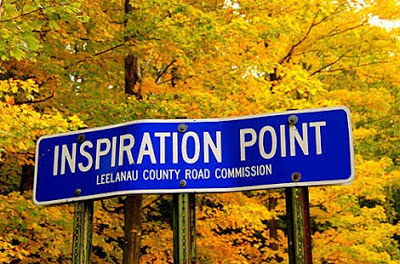 INSPIRATION POINT
LEELANAU COUNTY ROAD COMMISSION